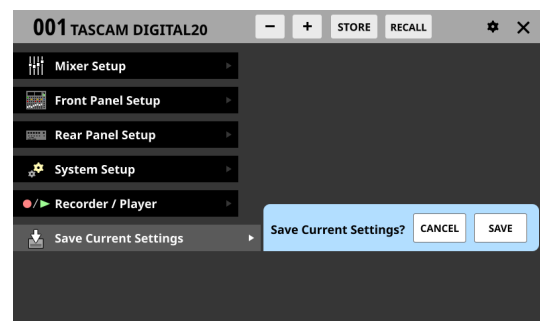 001 TASCAM DIGITAL20 − + STORE RECALL
Mixer Setup
Front Panel Setup
Rear Panel Setup
System Setup
Recorder / Player
Save Current Settings
Save Current Settings? CANCEL SAVE